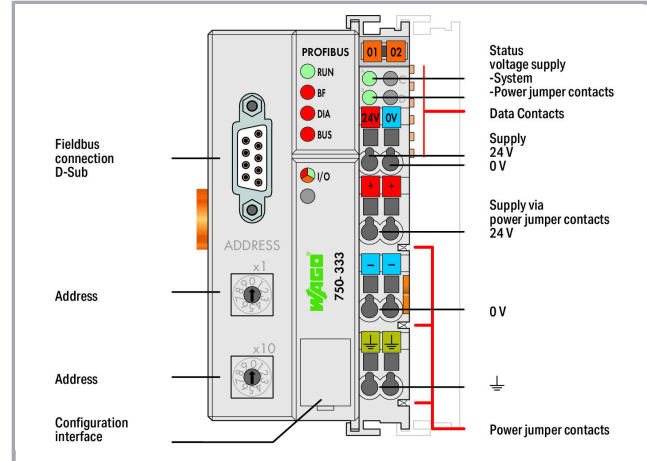 PROFIBUS
RUN
BF
DIA
BUS
I/O
01 02
C
24V 0V
+ +
− −
Fieldbus
connection
D-Sub
ADDRESS
x1
Address
x10
Address
Configuration
interface
WAGO
750-333
Status
voltage supply
-System
-Power jumper contacts
Data Contacts
Supply
24 V
0 V
Supply via
power jumper contacts
24 V
0 V
Power jumper contacts